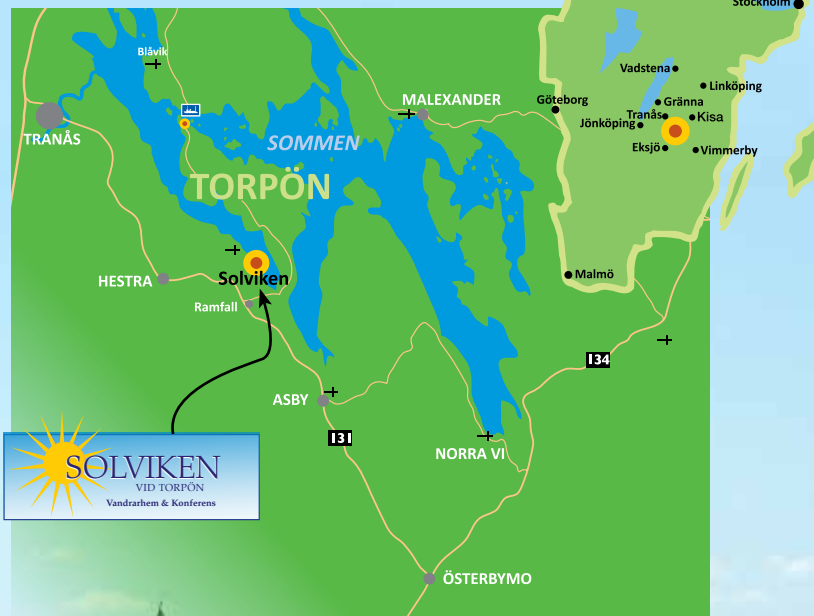 Stockholm
Blåvik
Vadstena
Linköping
MALEXANDER
Göteborg
Gränna
Tranås
Kisa
Jönköping
TRANÅS
SOMMEN
Eksjö
Vimmerby
TORPÖN
HESTRA
Solviken
Malmö
Ramfall
134
ASBY
131
NORRA VI
SOLVIKEN
VID TORPÖN
Vandrarhem & Konferens
ÖSTERBYMO